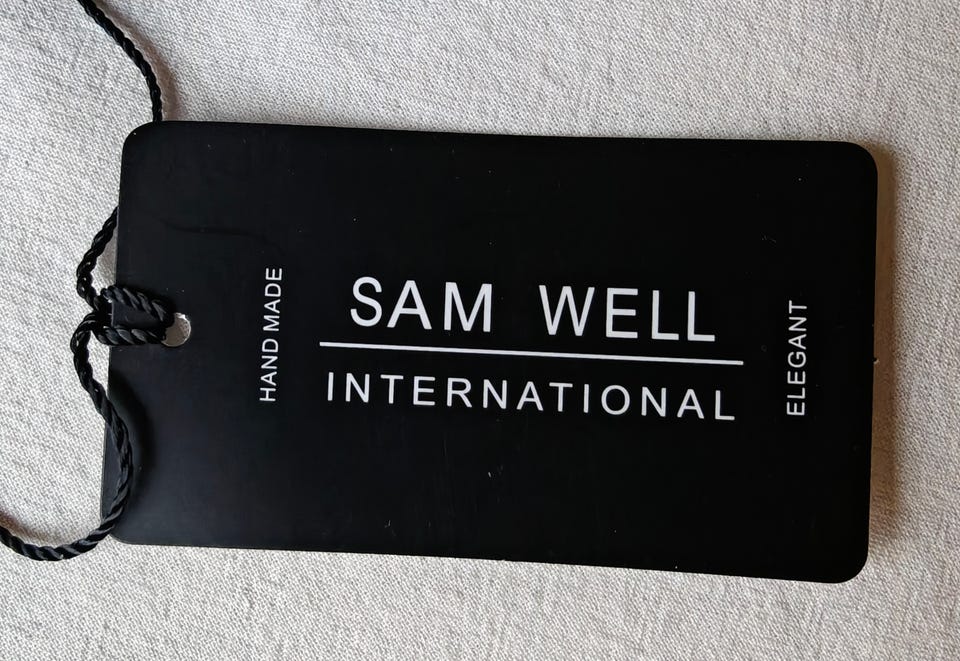 HAND MADE
SAM WELL
INTERNATIONAL
ELEGANT